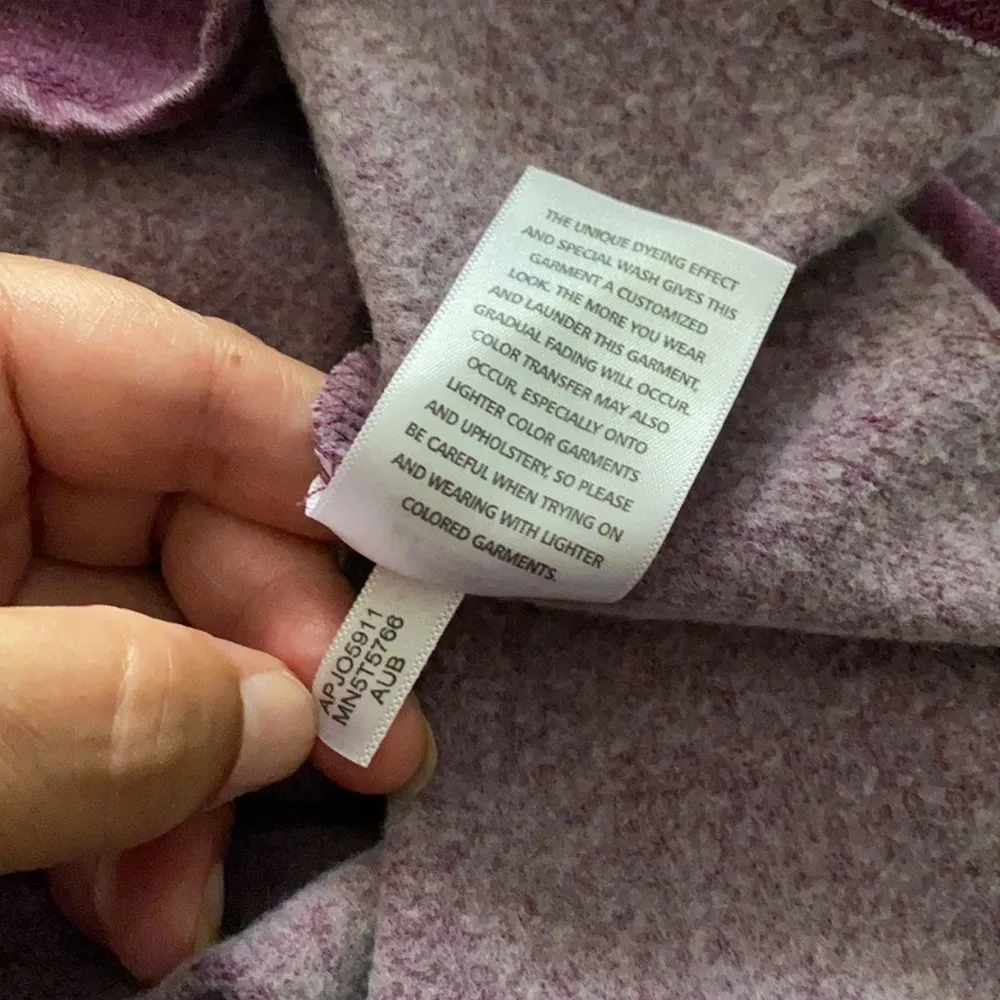 THE UNIQUE DYEING EFFECT
AND SPECIAL WASH GIVES THIS
GARMENT A CUSTOMIZED
LOOK. THE MORE YOU WEAR
AND LAUNDER THIS GARMENT,
GRADUAL FADING WILL OCCUR.
COLOR TRANSFER MAY ALSO
OCCUR, ESPECIALLY ONTO
LIGHTER COLOR GARMENTS
AND UPHOLSTERY, SO PLEASE
BE CAREFUL WHEN TRYING ON
AND WEARING WITH LIGHTER
COLORED GARMENTS.
APJO5911
MN5T5766
AUB